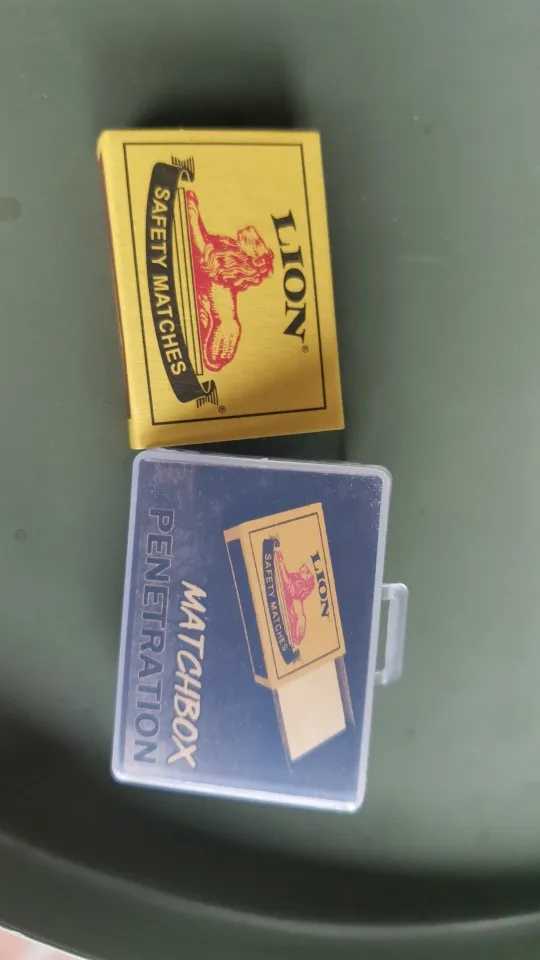 LION®
SAFETY MATCHES®
LION
SAFETY MATCHES
MATCHBOX
PENETRATION